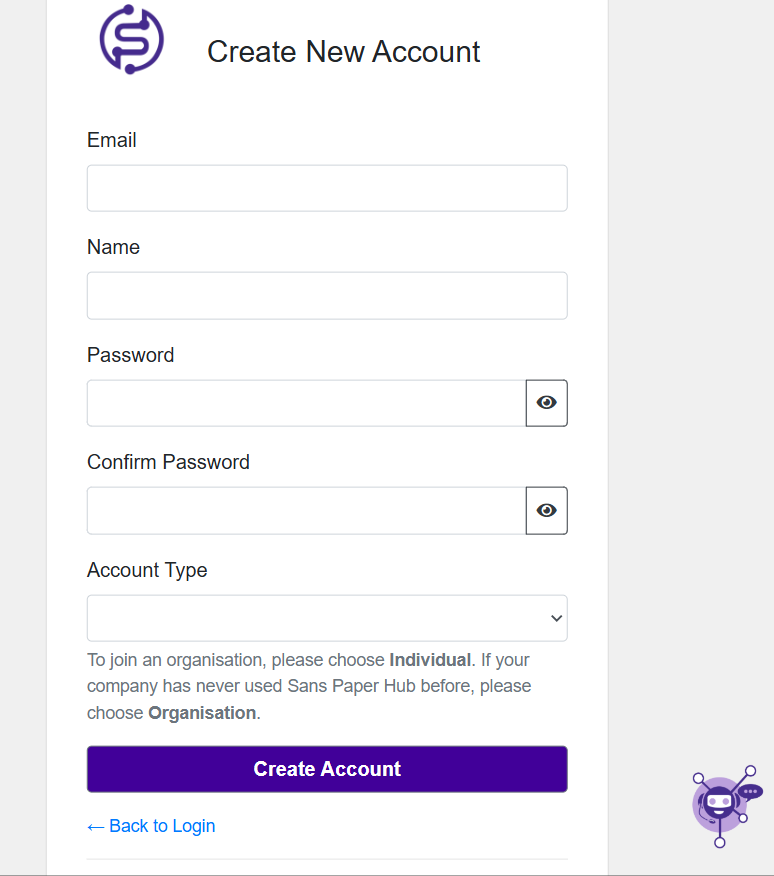 Create New Account
Email
Name
Password
Confirm Password
Account Type
To join an organisation, please choose Individual. If your
company has never used Sans Paper Hub before, please
choose Organisation.
Create Account
← Back to Login